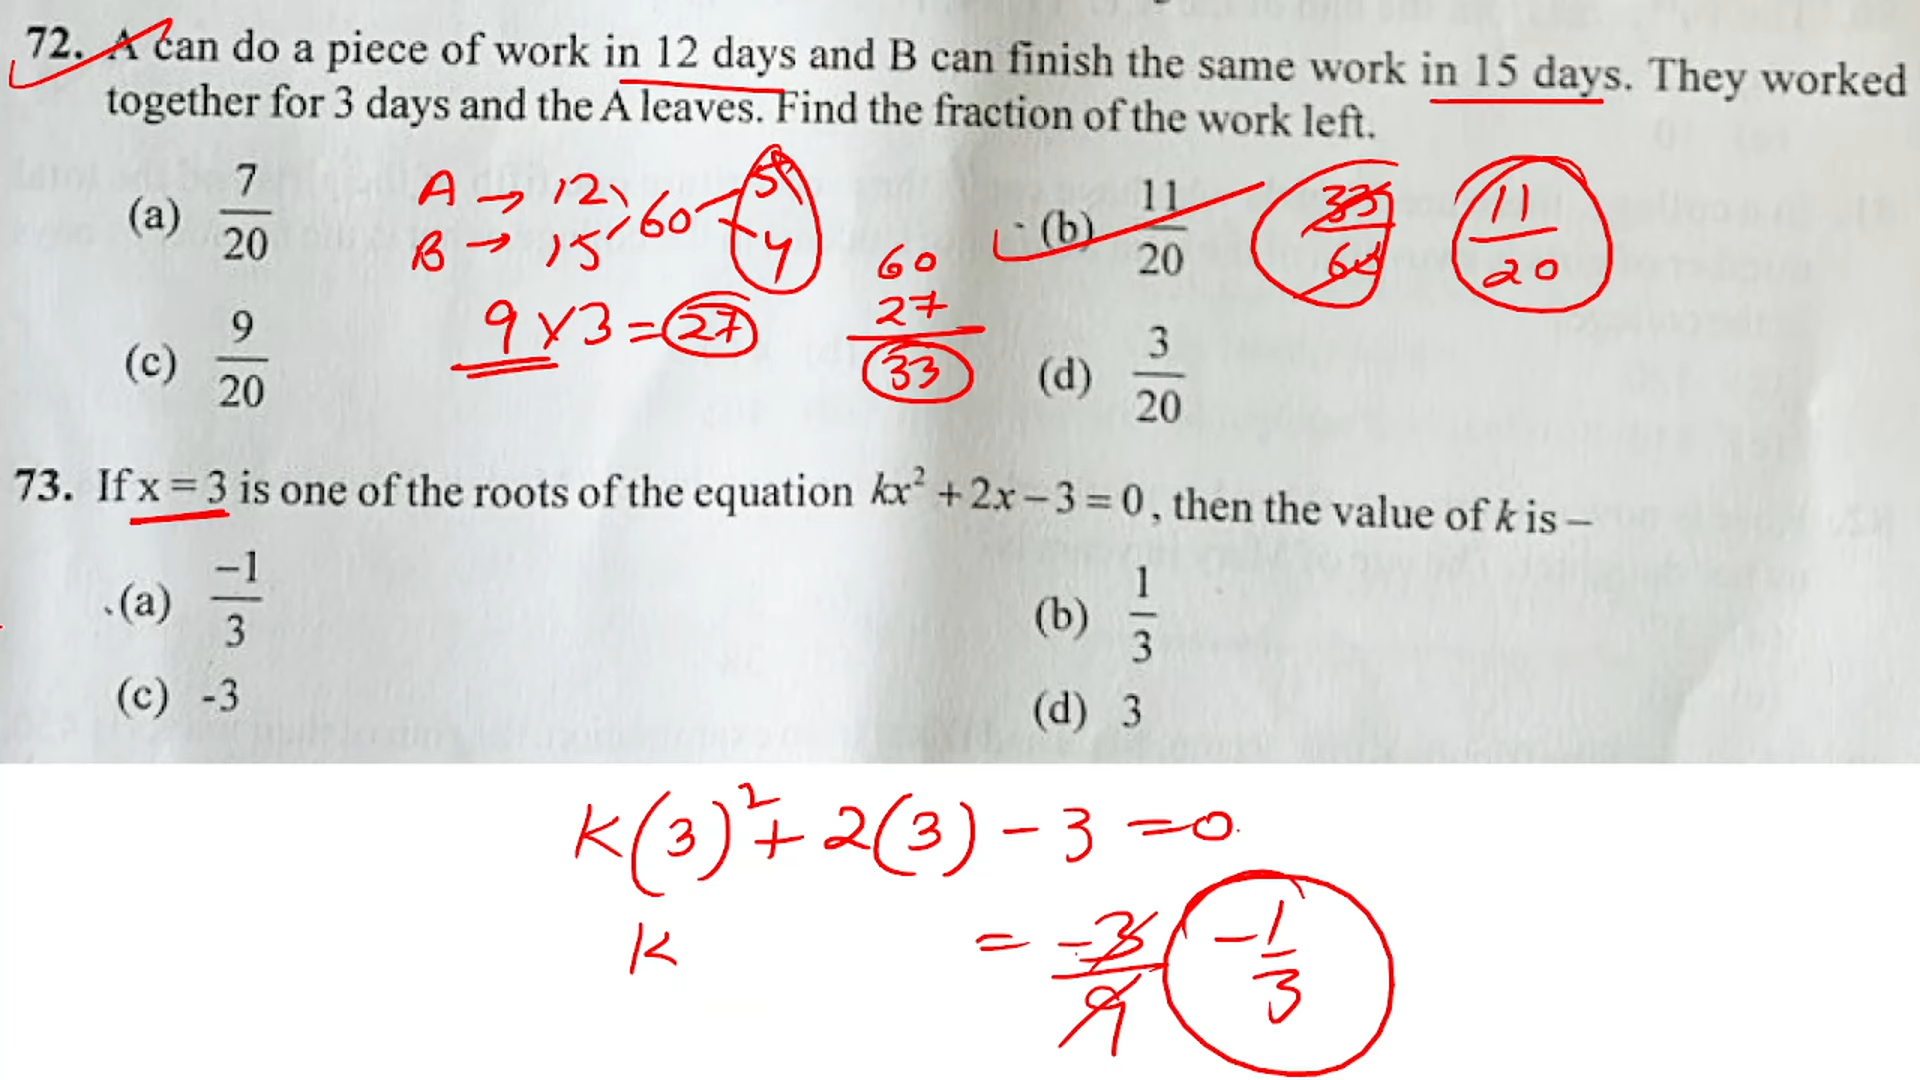 72. A can do a piece of work in 12 days and B can finish the same work in 15 days. They worked
together for 3 days and the A leaves. Find the fraction of the work left.
(a) 7/20
(b) 11/20
(c) 9/20
(d) 3/20
A → 12
B → 15
60
5
4
9 x 3 = 27
60
27
33
33/60
11/20
73. If x = 3 is one of the roots of the equation kx² + 2x – 3 = 0, then the value of k is –
(a) –1/3
(b) 1/3
(c) -3
(d) 3
K(3)² + 2(3) - 3 = 0
K = -3/9 -1/3